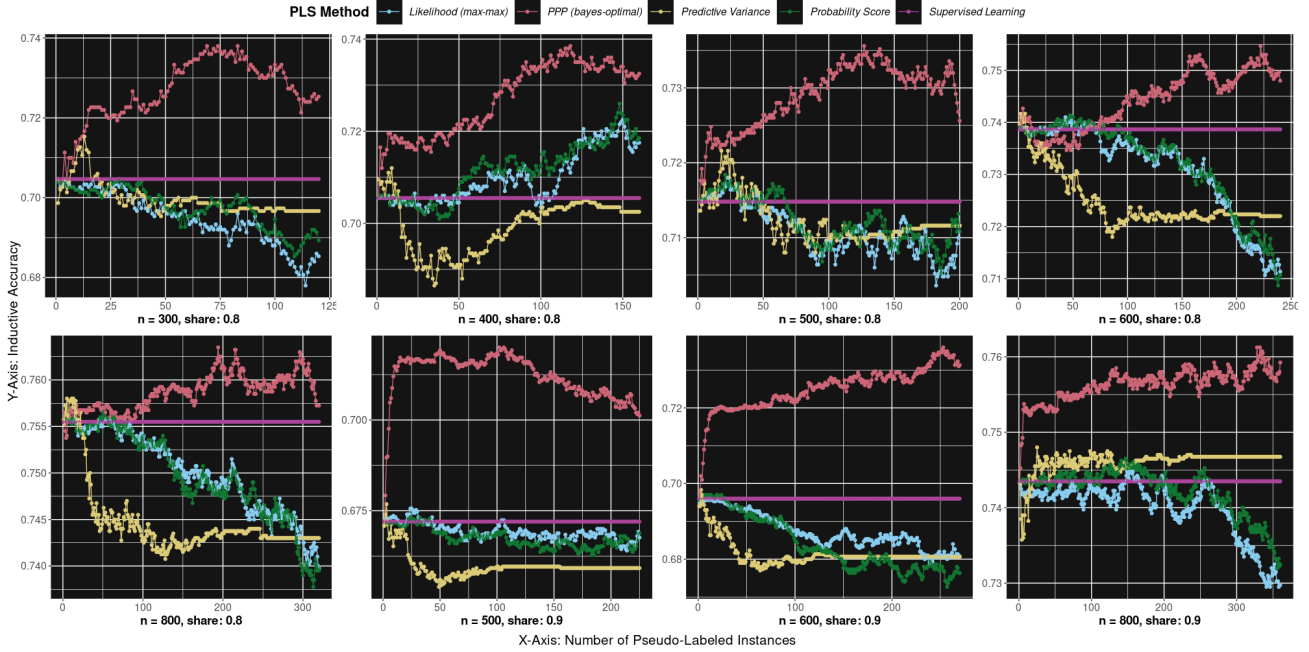 PLS Method Likelihood (max-max) PPP (bayes-optimal) Predictive Variance Probability Score Supervised Learning
Y-Axis: Inductive Accuracy
0.74
0.72
0.70
0.68
0 25 50 75 100 125
n = 300, share: 0.8
0.74
0.72
0.70
0 50 100 150
n = 400, share: 0.8
0.73
0.72
0.71
0 50 100 150 200
n = 500, share: 0.8
0.75
0.74
0.73
0.72
0.71
0 50 100 150 200 250
n = 600, share: 0.8
0.760
0.755
0.750
0.745
0.740
0 100 200 300
n = 800, share: 0.8
0.700
0.675
0 50 100 150 200
n = 500, share: 0.9
0.72
0.70
0.68
0 100 200
n = 600, share: 0.9
0.76
0.75
0.74
0.73
0 100 200 300
n = 800, share: 0.9
X-Axis: Number of Pseudo-Labeled Instances